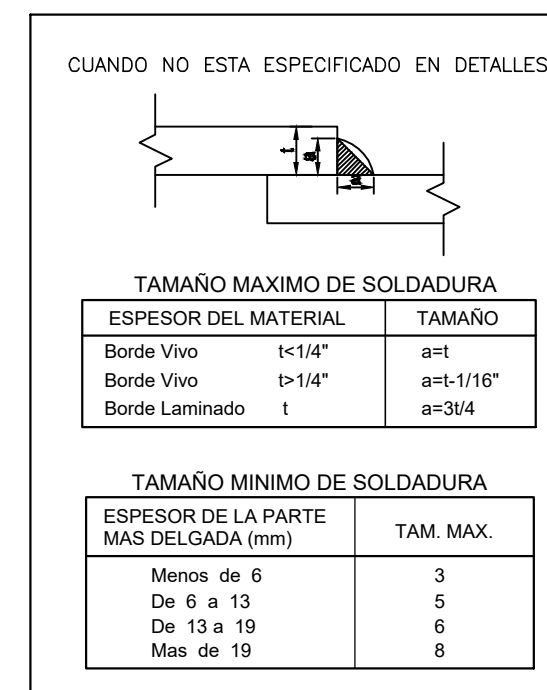 CUANDO NO ESTA ESPECIFICADO EN DETALLES
t
a
a
TAMAÑO MAXIMO DE SOLDADURA
ESPESOR DEL MATERIAL TAMAÑO
Borde Vivo t<1/4" a=t
Borde Vivo t>1/4" a=t-1/16"
Borde Laminado t a=3t/4
TAMAÑO MINIMO DE SOLDADURA
ESPESOR DE LA PARTE
MAS DELGADA (mm) TAM. MAX.
Menos de 6 3
De 6 a 13 5
De 13 a 19 6
Mas de 19 8